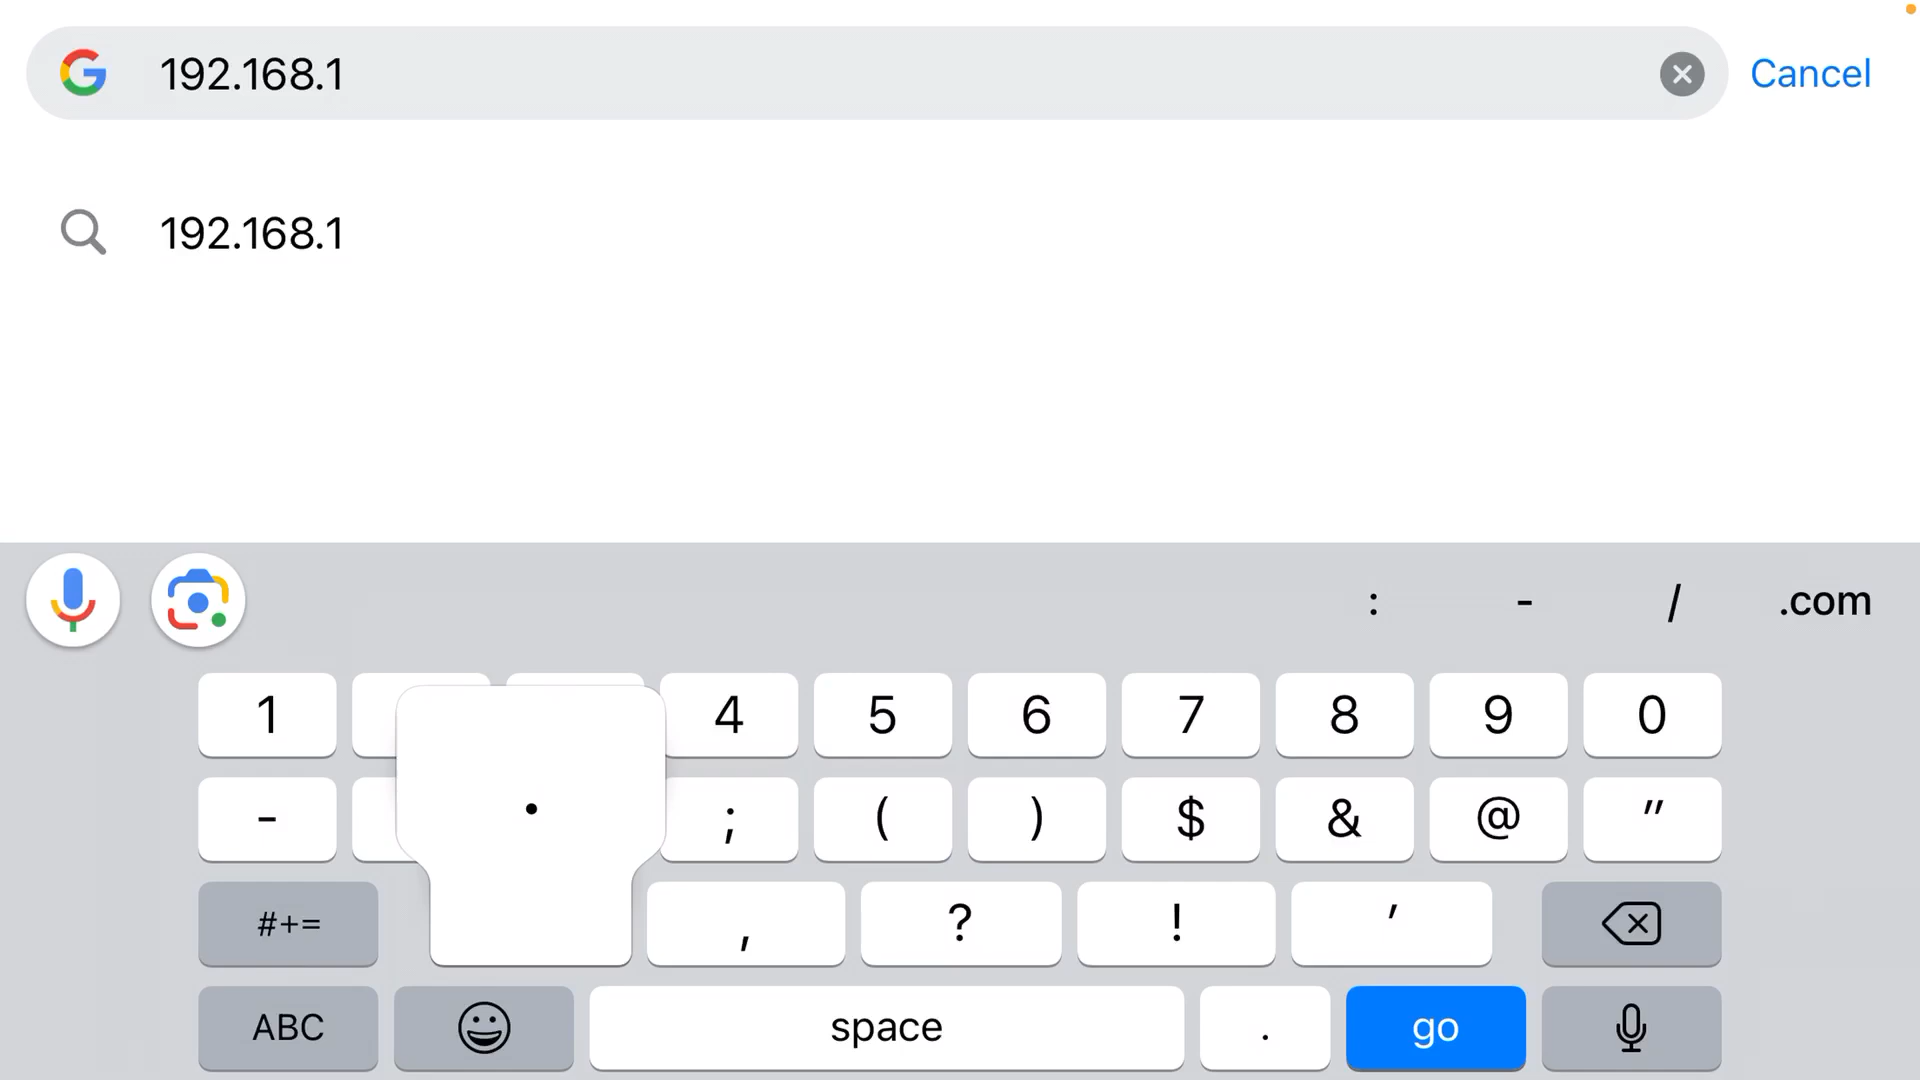 192.168.1
Cancel
192.168.1
: - / .com
1 4 5 6 7 8 9 0
- . ; ( ) $ & @ "
#+= , ? ! '
ABC space . go